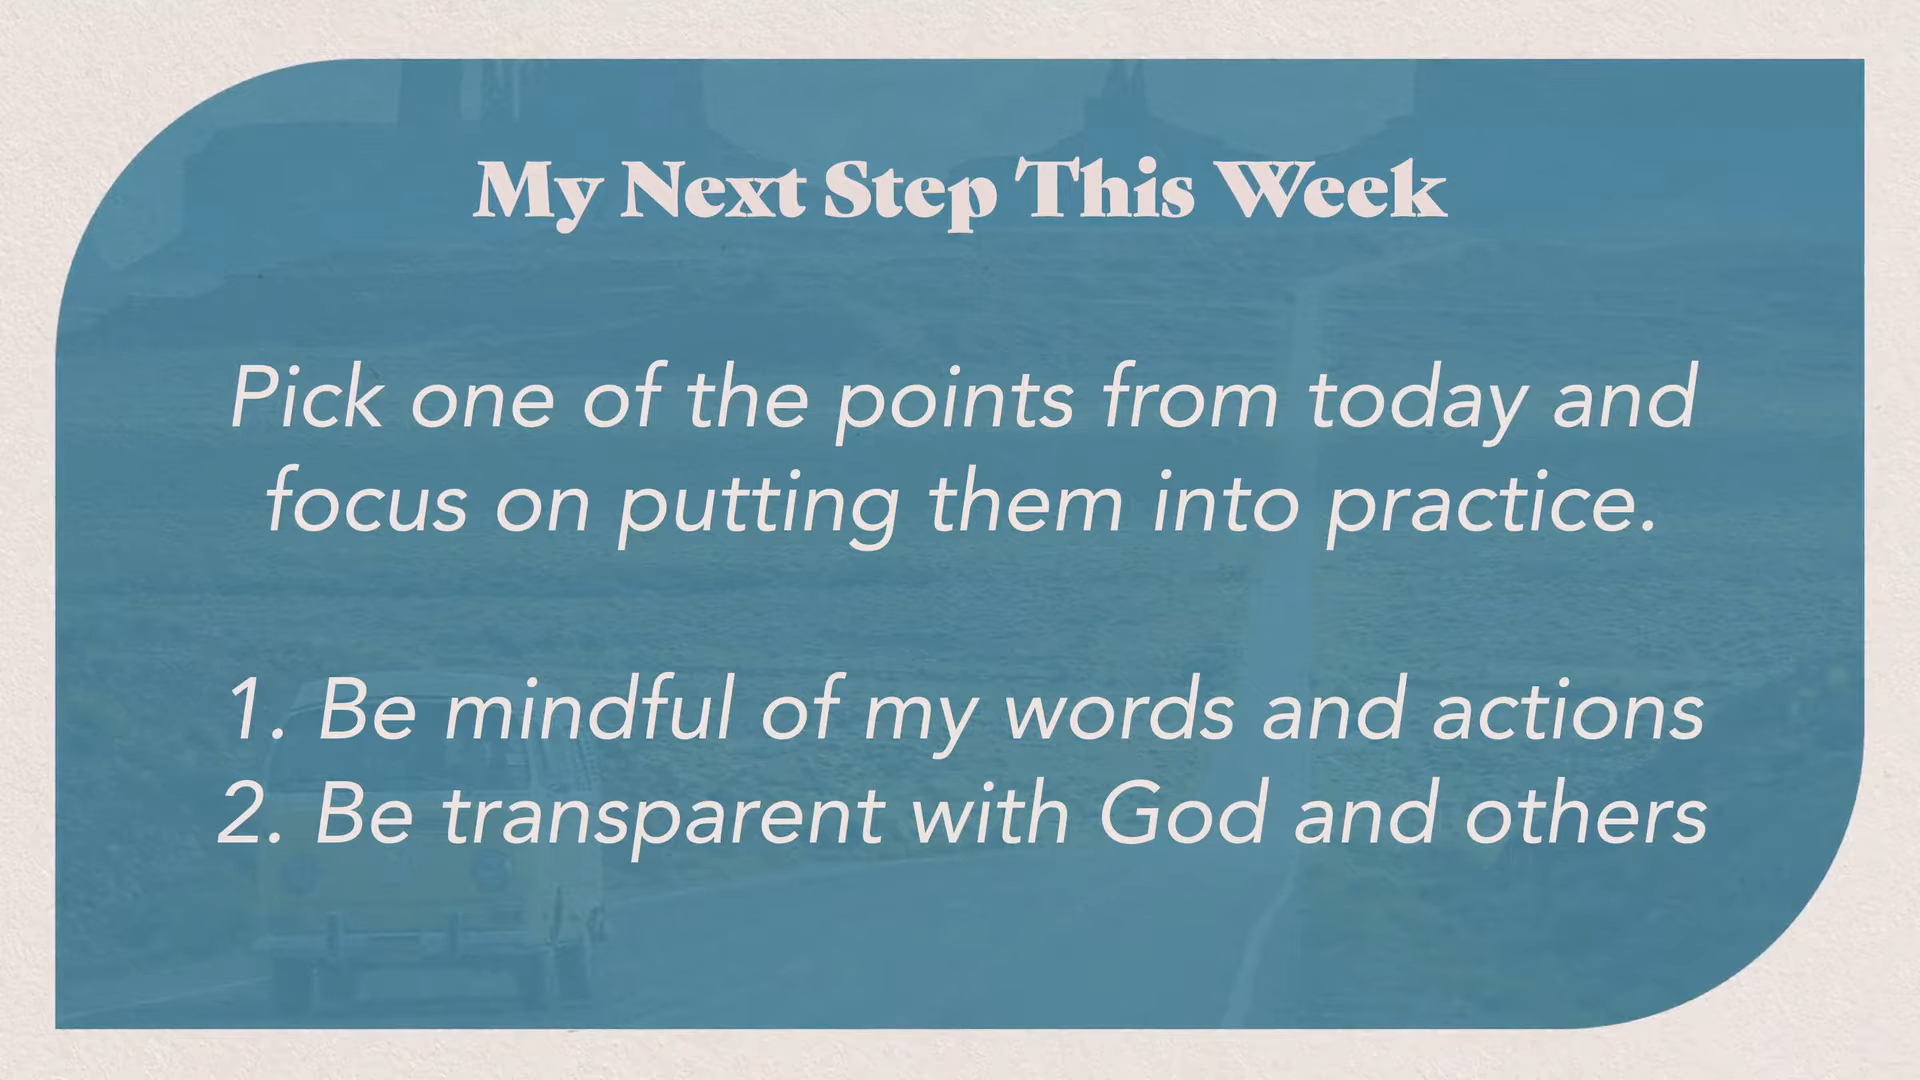 My Next Step This Week
Pick one of the points from today and
focus on putting them into practice.
1. Be mindful of my words and actions
2. Be transparent with God and others